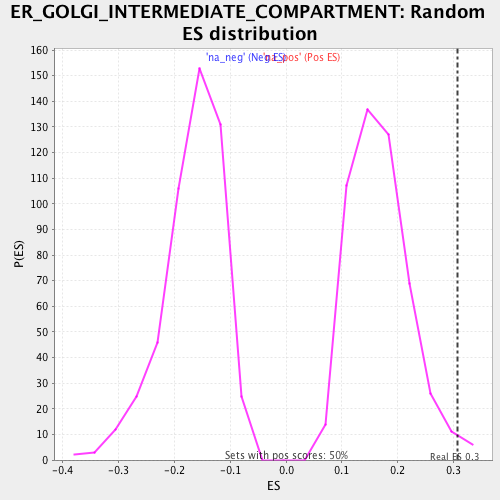 ER_GOLGI_INTERMEDIATE_COMPARTMENT: Random
ES distribution
'na_neg' (Neg ES) 'na_pos' (Pos ES)
P(ES)
160
150
140
130
120
110
100
90
80
70
60
50
40
30
20
10
0
Sets with pos scores: 50%
Real ES 0.3
-0.4 -0.3 -0.2 -0.1 0.0 0.1 0.2 0.3
ES